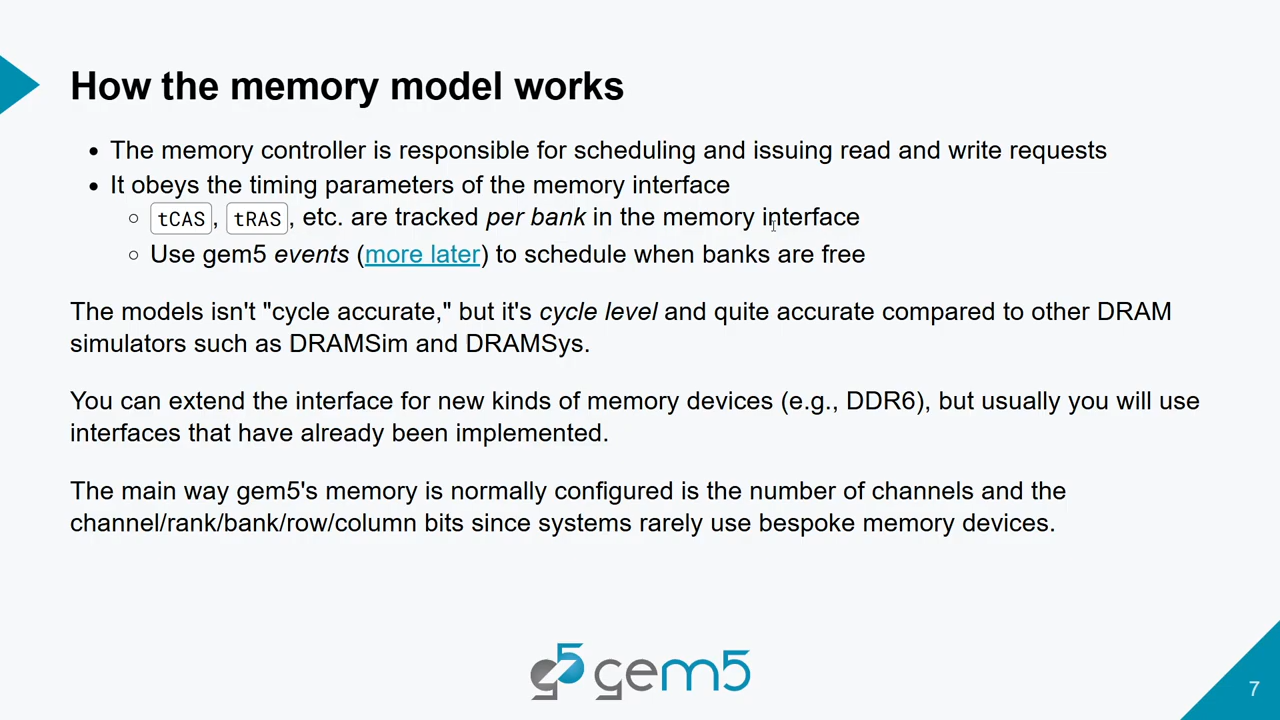 How the memory model works
• The memory controller is responsible for scheduling and issuing read and write requests
• It obeys the timing parameters of the memory interface
○ tCAS, tRAS, etc. are tracked per bank in the memory interface
○ Use gem5 events (more later) to schedule when banks are free
The models isn't "cycle accurate," but it's cycle level and quite accurate compared to other DRAM
simulators such as DRAMSim and DRAMSys.
You can extend the interface for new kinds of memory devices (e.g., DDR6), but usually you will use
interfaces that have already been implemented.
The main way gem5's memory is normally configured is the number of channels and the
channel/rank/bank/row/column bits since systems rarely use bespoke memory devices.
g5 gem5
7